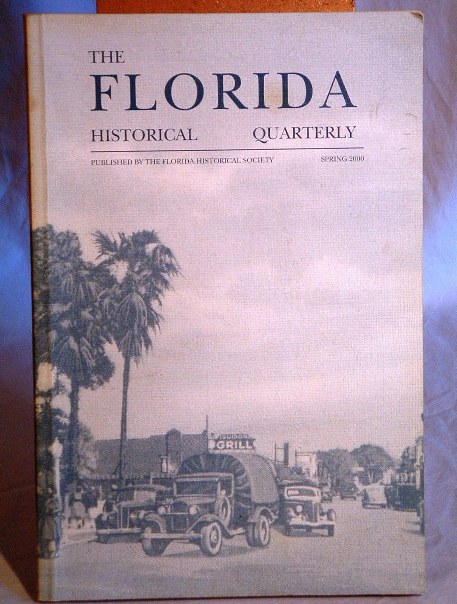 THE
FLORIDA
HISTORICAL QUARTERLY
PUBLISHED BY THE FLORIDA HISTORICAL SOCIETY SPRING 2000
GRILL